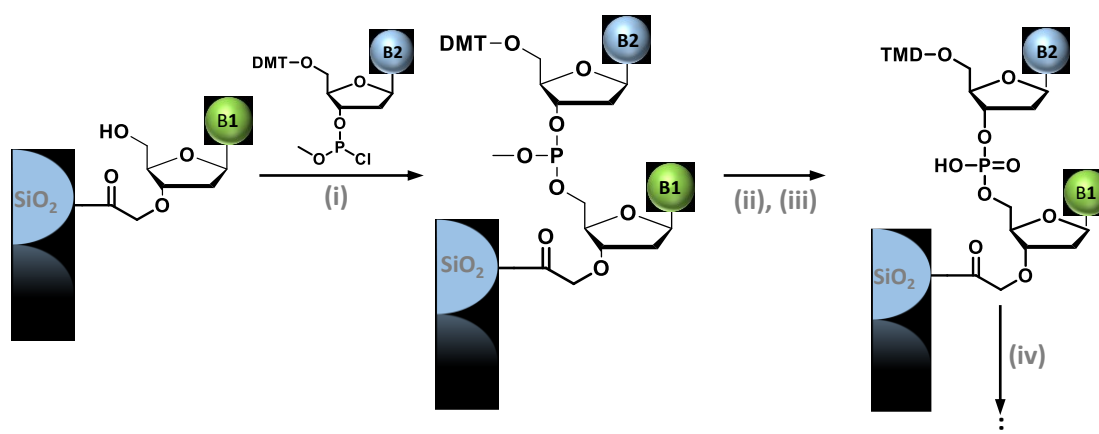 DMT-O
B2
O
O
O P Cl
HO
B1
O
O
O
SiO2
(i)
DMT-O
B2
O
O
O-P
O
B1
O
O
O
SiO2
(ii), (iii)
TMD-O
B2
O
O
HO-P=O
O
B1
O
O
O
SiO2
(iv)